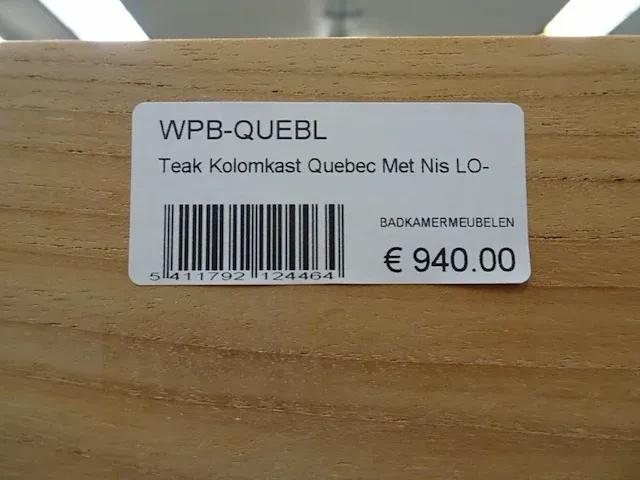 WPB-QUEBL
Teak Kolomkast Quebec Met Nis LO-
BADKAMERMEUBELEN
€ 940.00
5 411792 124464